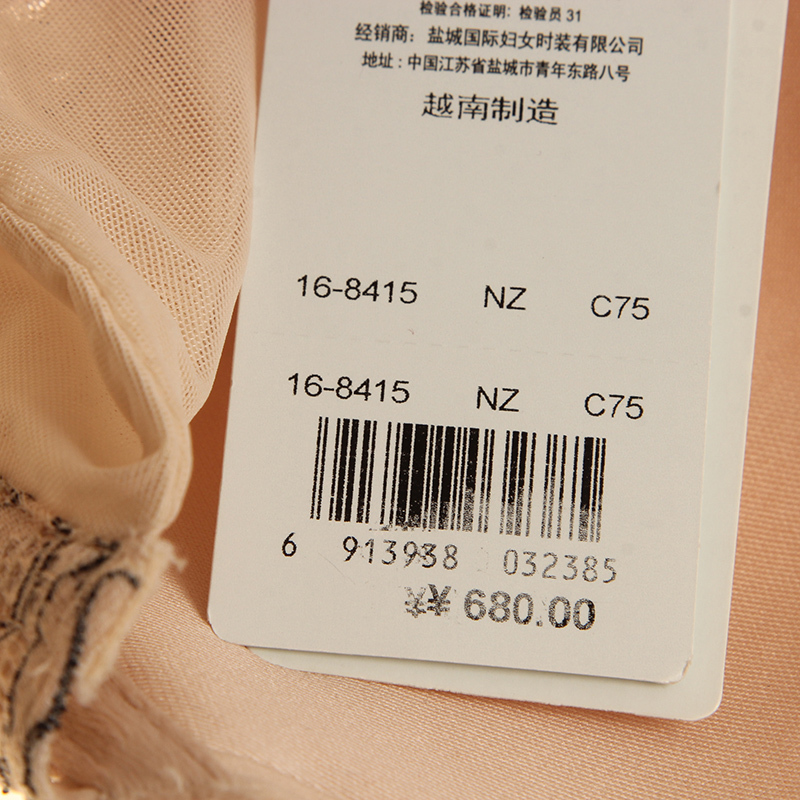 检验合格证明: 检验员 31
经销商: 盐城国际妇女时装有限公司
地址: 中国江苏省盐城市青年东路八号
越南制造
16-8415 NZ C75
16-8415 NZ C75
6 913938 032385
¥ 680.00